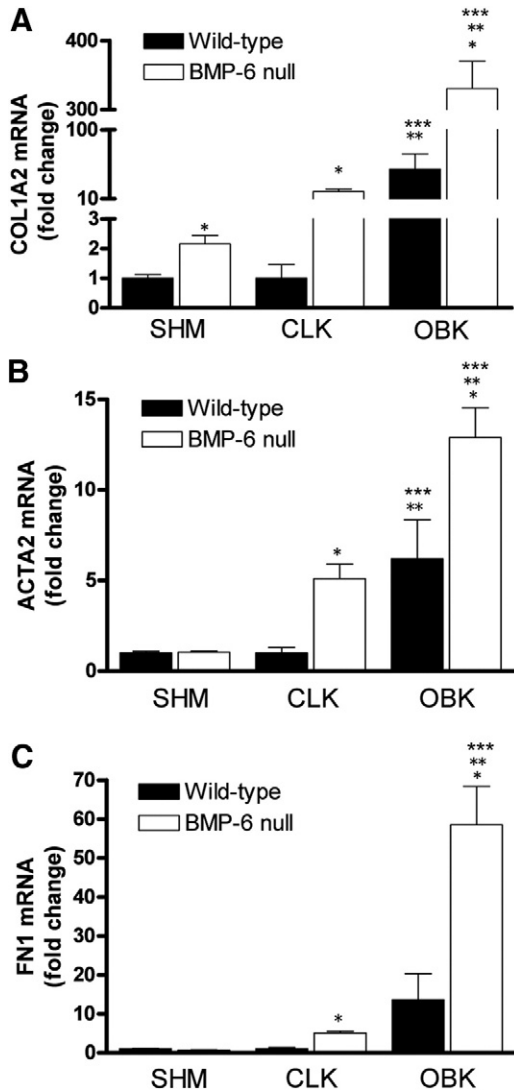 A
COL1A2 mRNA
(fold change)
400
300
100
10
3
2
1
0
Wild-type
BMP-6 null
*
*
***
**
***
**
*
SHM CLK OBK
B
ACTA2 mRNA
(fold change)
15
10
5
0
Wild-type
BMP-6 null
*
***
**
***
**
*
SHM CLK OBK
C
FN1 mRNA
(fold change)
70
60
50
40
30
20
10
0
Wild-type
BMP-6 null
*
***
**
*
SHM CLK OBK